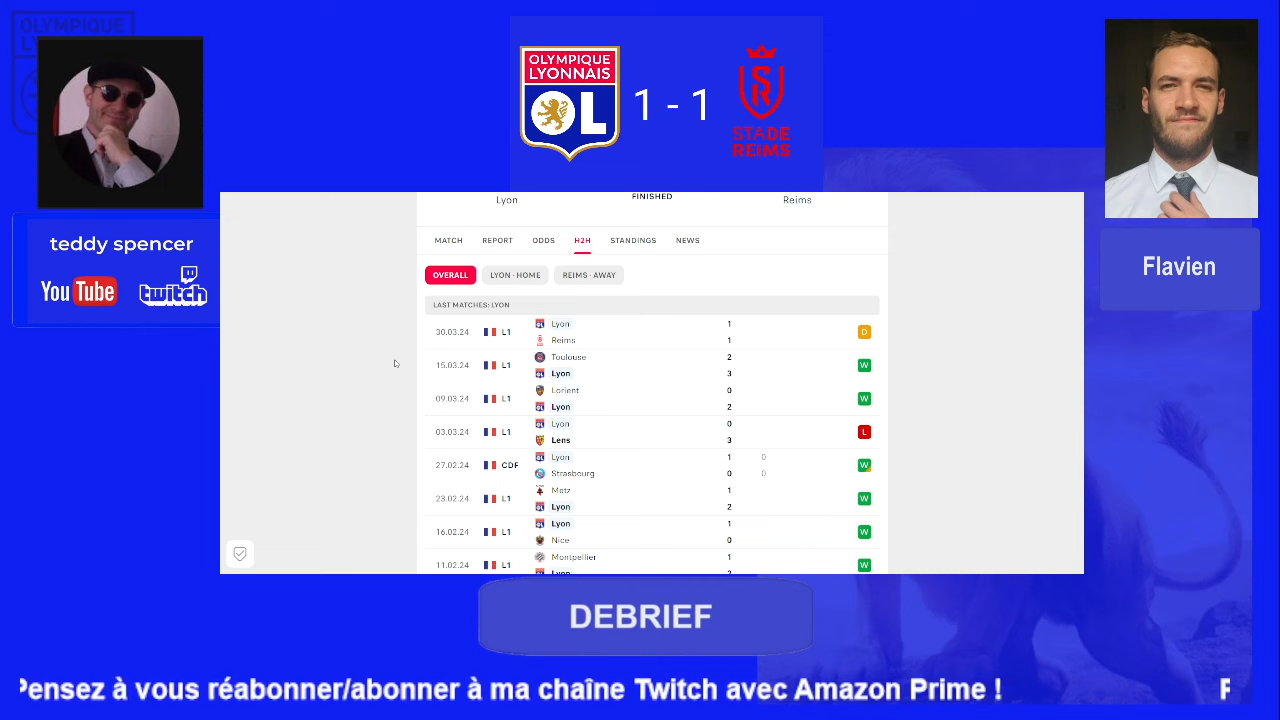 OLYMPIQUE
LYONNAIS
OL
1 - 1
SR
STADE
REIMS
teddy spencer
YouTube
twitch
Flavien
Lyon
FINISHED
Reims
MATCH REPORT ODDS H2H STANDINGS NEWS
OVERALL LYON - HOME REIMS - AWAY
LAST MATCHES: LYON
30.03.24 L1 Lyon 1 D
Reims 1
15.03.24 L1 Toulouse 2 W
Lyon 3
09.03.24 L1 Lorient 0 W
Lyon 2
03.03.24 L1 Lyon 0 L
Lens 3
27.02.24 CDF Lyon 1 0 W
Strasbourg 0 0
23.02.24 L1 Metz 1 W
Lyon 2
16.02.24 L1 Lyon 1 W
Nice 0
11.02.24 L1 Montpellier 1 W
Lyon 2
DEBRIEF
Pensez à vous réabonner/abonner à ma chaîne Twitch avec Amazon Prime !